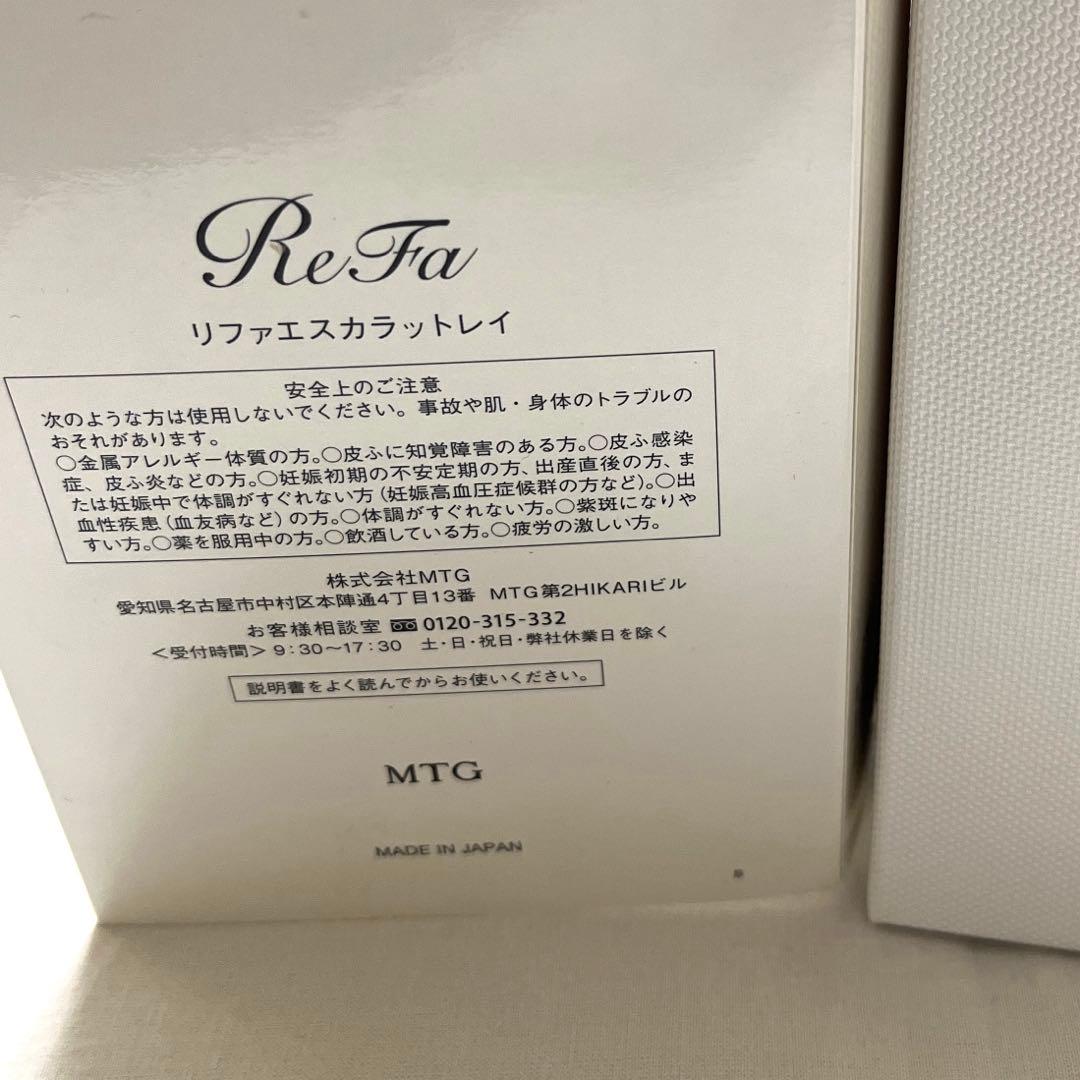 ReFa
リファエスカラットレイ
安全上のご注意
次のような方は使用しないでください。事故や肌・身体のトラブルの
おそれがあります。
○金属アレルギー体質の方。○皮ふに知覚障害のある方。○皮ふ感染
症、皮ふ炎などの方。○妊娠初期の不安定期の方、出産直後の方、ま
たは妊娠中で体調がすぐれない方(妊娠高血圧症候群の方など)。○出
血性疾患(血友病など)の方。○体調がすぐれない方。○紫斑になりや
すい方。○薬を服用中の方。○飲酒している方。○疲労の激しい方。
株式会社MTG
愛知県名古屋市中村区本陣通4丁目13番 MTG第2HIKARIビル
お客様相談室 0120-315-332
<受付時間> 9:30〜17:30 土・日・祝日・弊社休業日を除く
説明書をよく読んでからお使いください。
MTG
MADE IN JAPAN